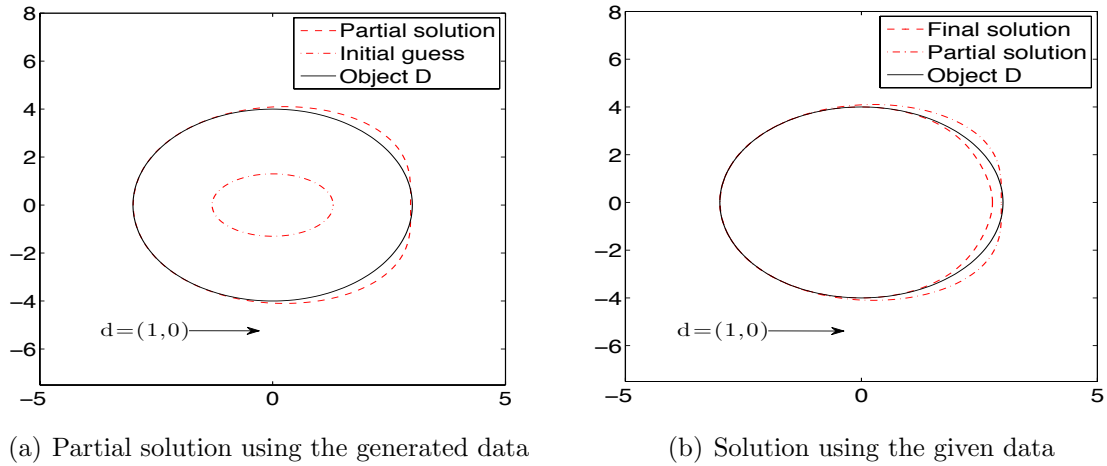 8
6
4
2
0
−2
−4
−6
−5
0
5
Partial solution
Initial guess
Object D
d=(1,0)
(a) Partial solution using the generated data
8
6
4
2
0
−2
−4
−6
−5
0
5
Final solution
Partial solution
Object D
d=(1,0)
(b) Solution using the given data